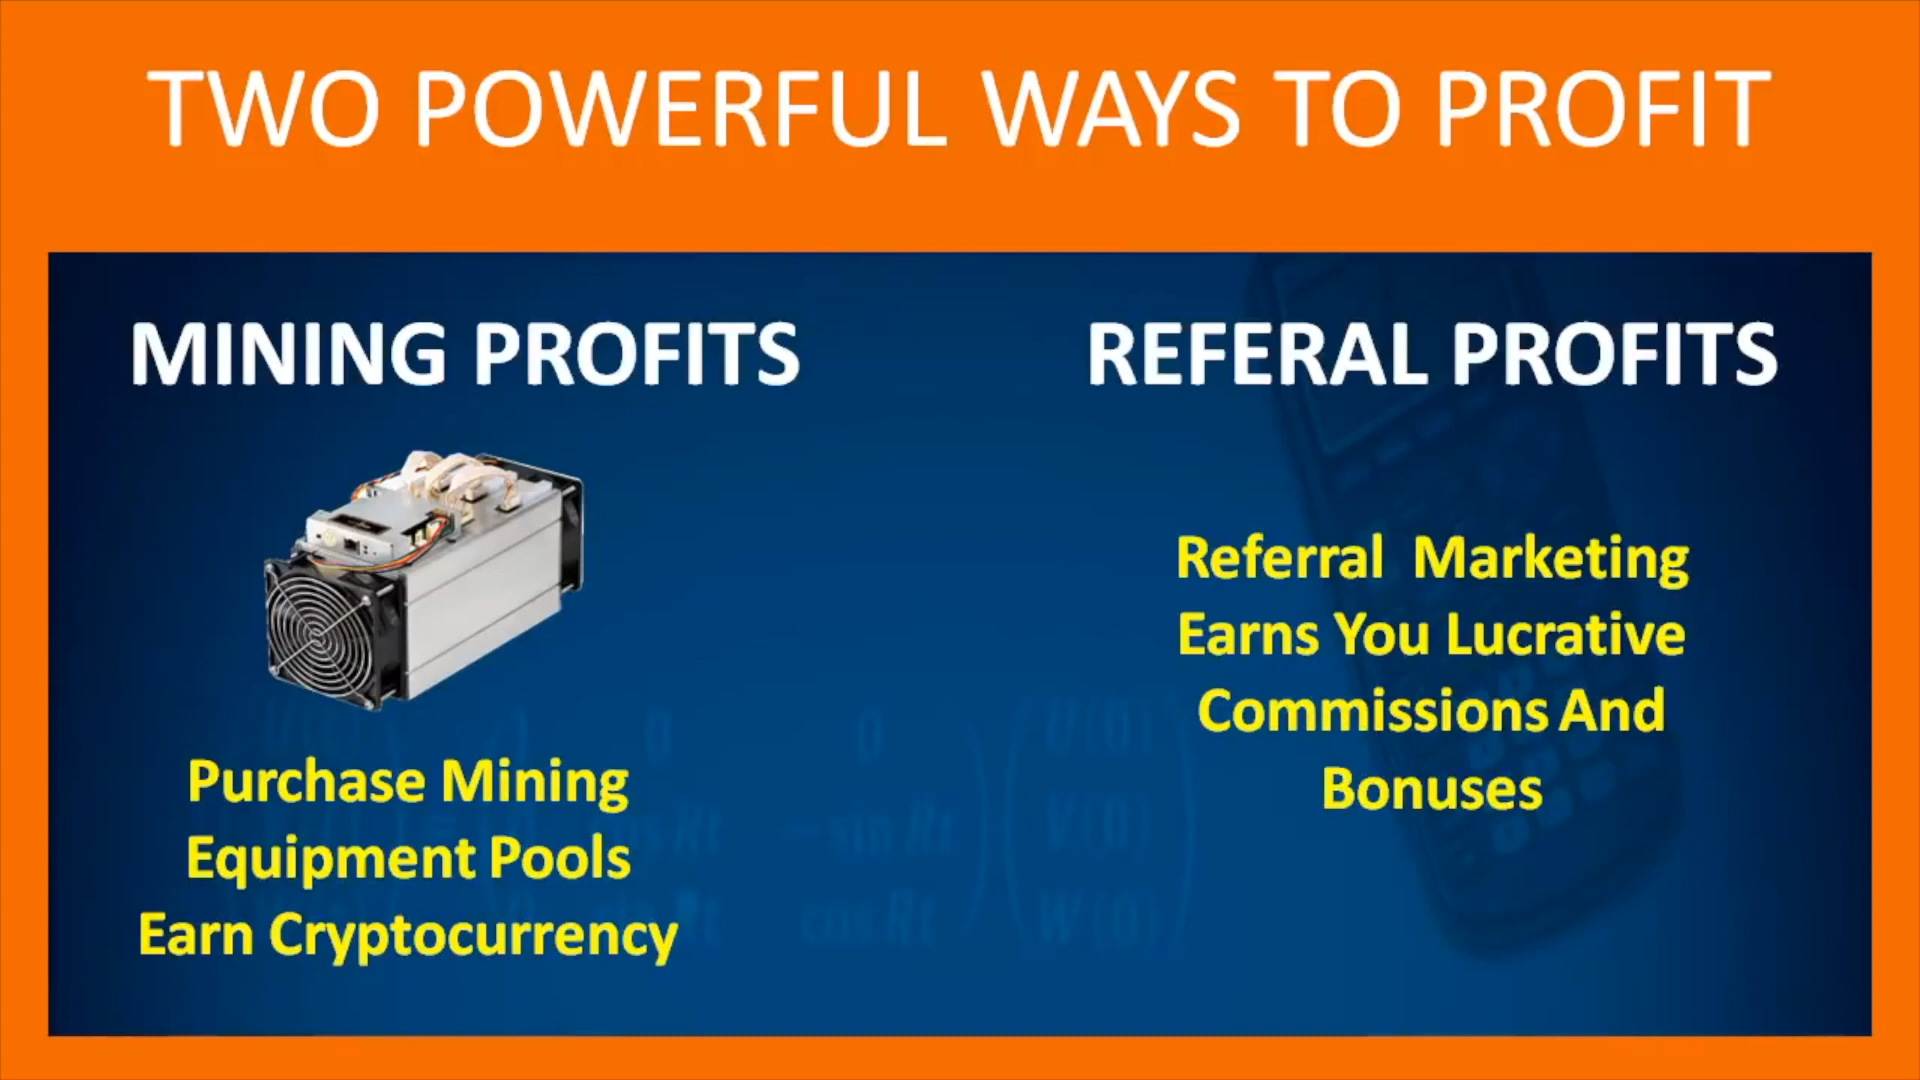 TWO POWERFUL WAYS TO PROFIT
MINING PROFITS
Purchase Mining
Equipment Pools
Earn Cryptocurrency
REFERAL PROFITS
Referral Marketing
Earns You Lucrative
Commissions And
Bonuses